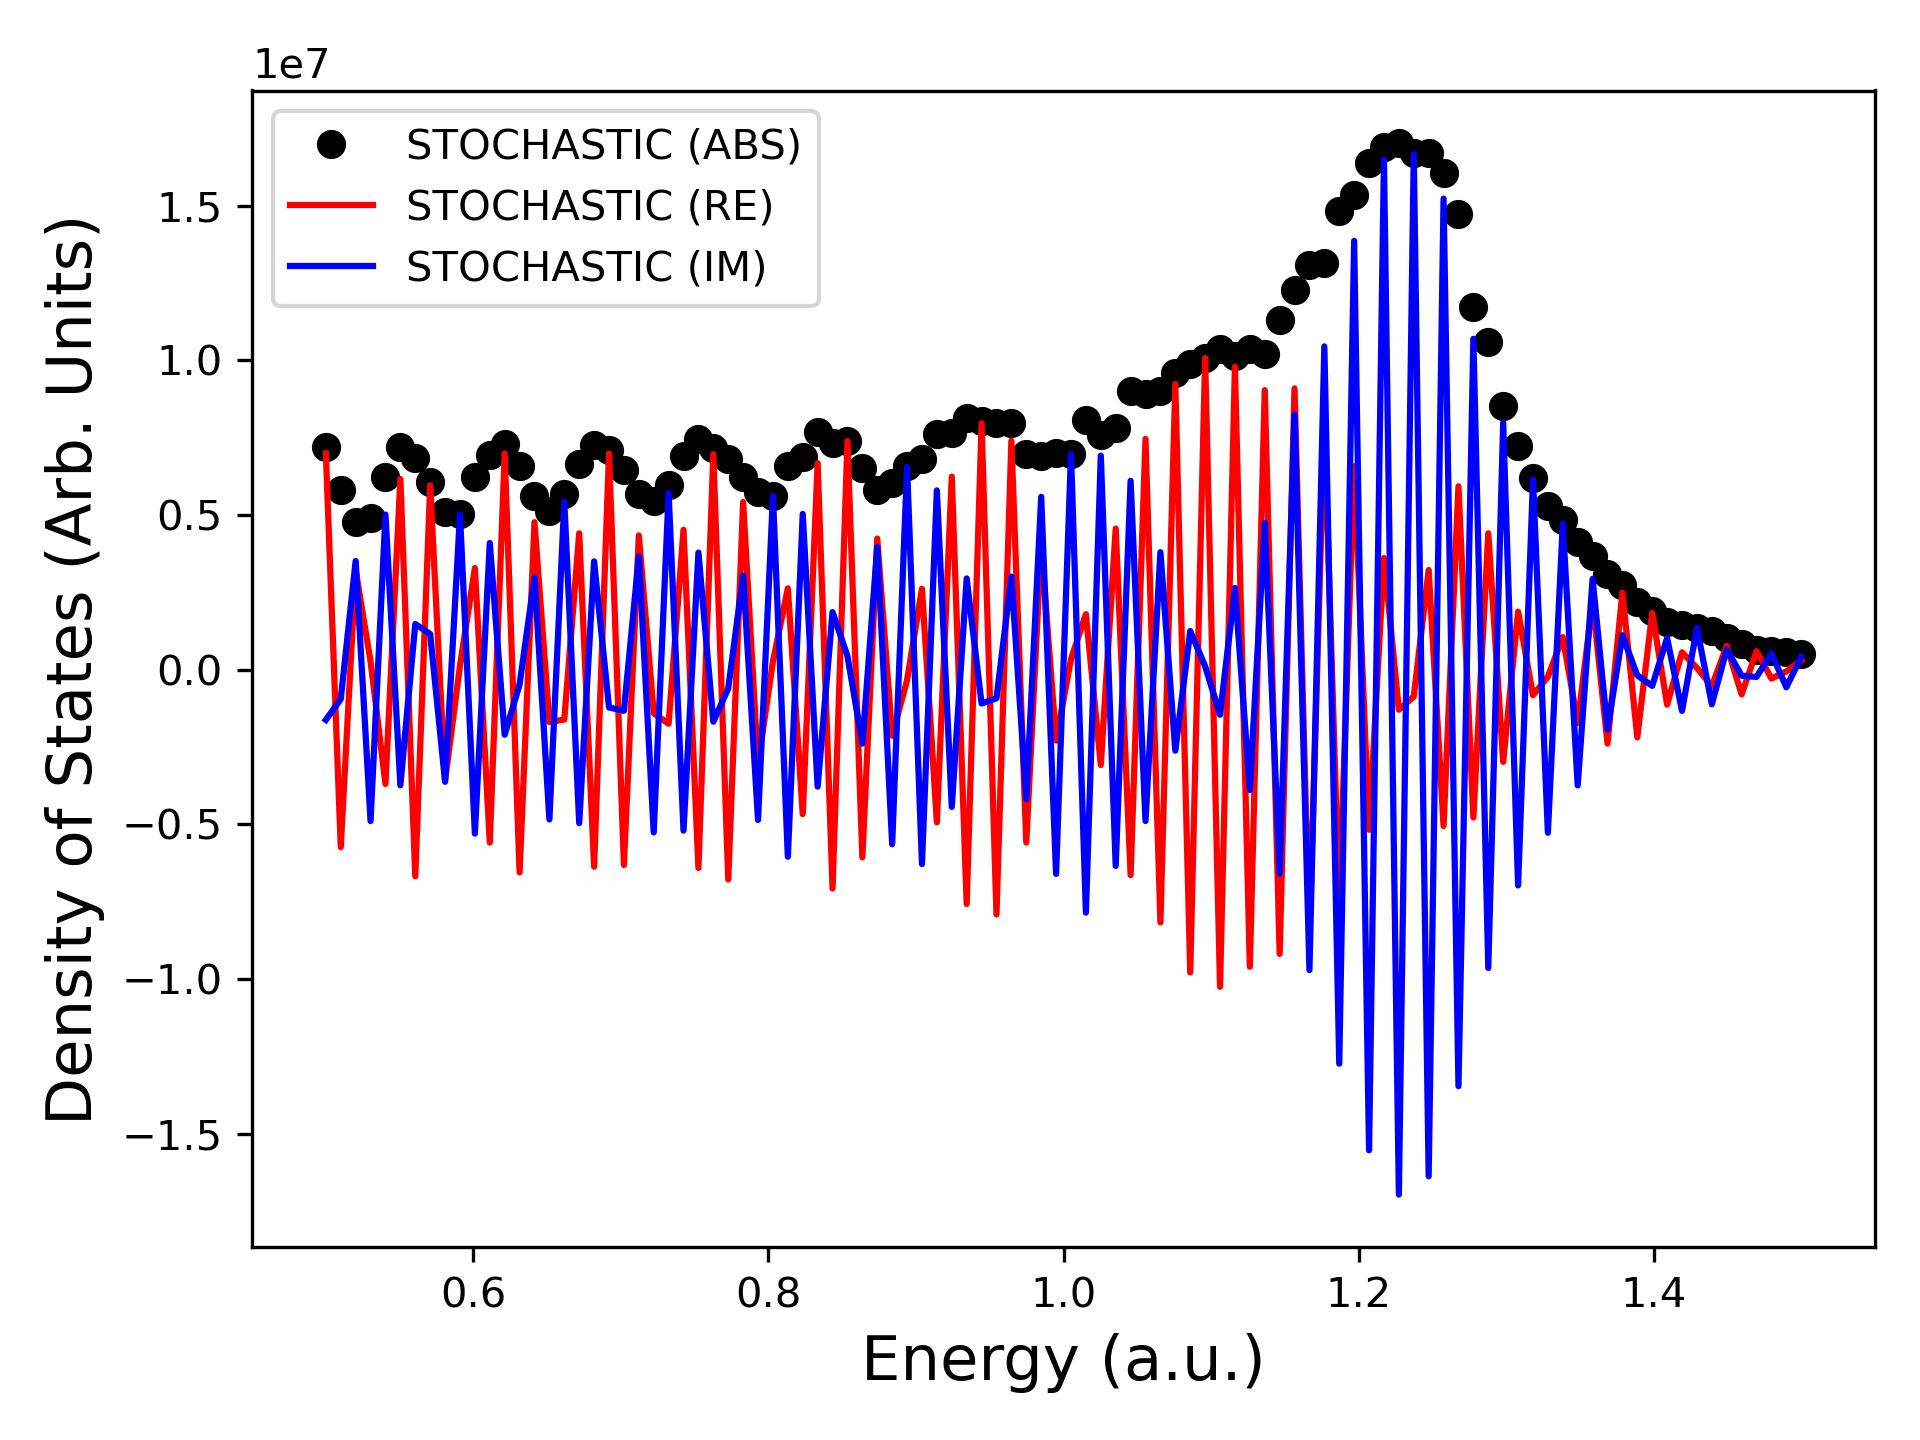 1e7
STOCHASTIC (ABS)
STOCHASTIC (RE)
STOCHASTIC (IM)
Density of States (Arb. Units)
1.5
1.0
0.5
0.0
−0.5
−1.0
−1.5
0.6 0.8 1.0 1.2 1.4
Energy (a.u.)